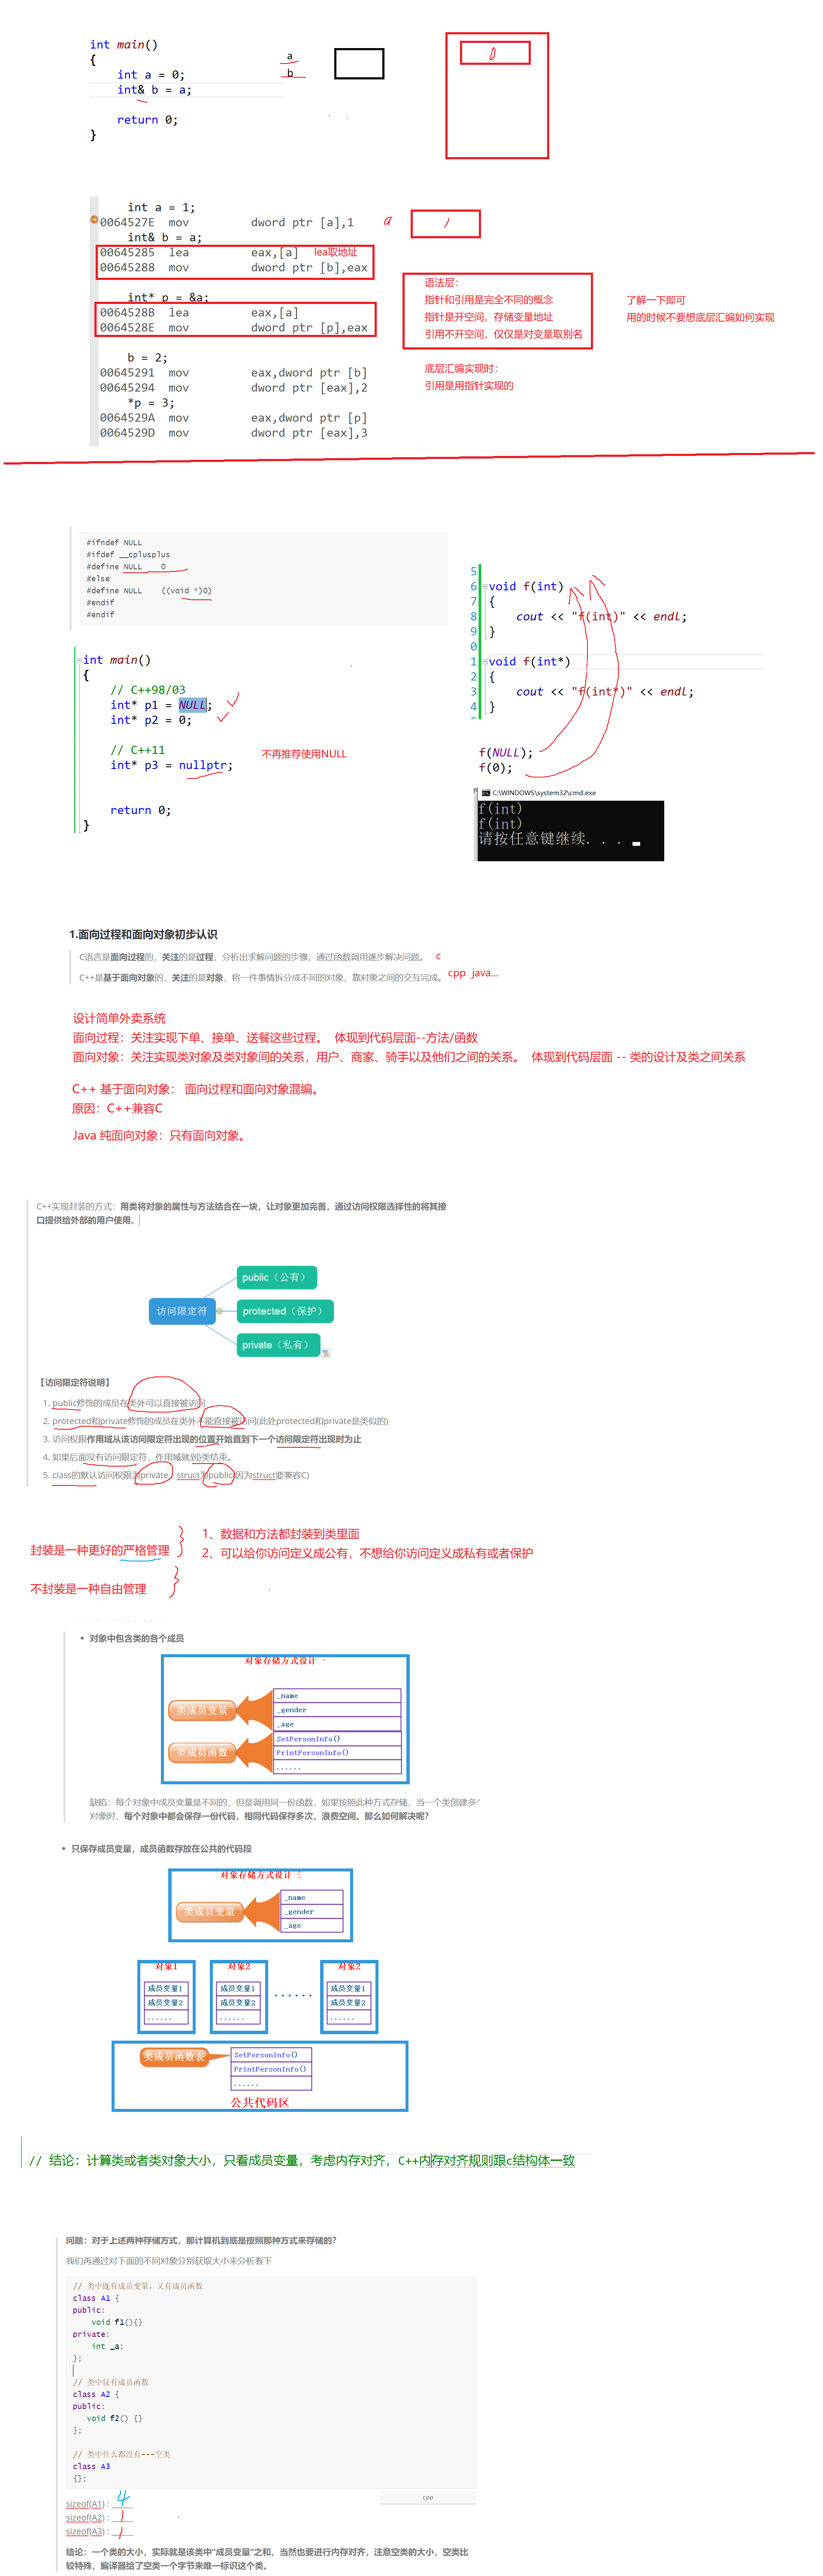 int main()
{
int a = 0;
int& b = a;
return 0;
}
a
b
0
int a = 1;
0064527E mov dword ptr [a],1
int& b = a;
00645285 lea eax,[a] lea取地址
00645288 mov dword ptr [b],eax
int* p = &a;
0064528B lea eax,[a]
0064528E mov dword ptr [p],eax
b = 2;
00645291 mov eax,dword ptr [b]
00645294 mov dword ptr [eax],2
*p = 3;
0064529A mov eax,dword ptr [p]
0064529D mov dword ptr [eax],3
a
1
语法层：
指针和引用是完全不同的概念
指针是开空间，存储变量地址
引用不开空间，仅仅是对变量取别名
底层汇编实现时：
引用是用指针实现的
了解一下即可
用的时候不要想底层汇编如何实现
#ifndef NULL
#ifdef __cplusplus
#define NULL 0
#else
#define NULL ((void *)0)
#endif
#endif
int main()
{
// C++98/03
int* p1 = NULL;
int* p2 = 0;
// C++11
int* p3 = nullptr;
return 0;
}
不再推荐使用NULL
5
6 void f(int)
7 {
8 cout << "f(int)" << endl;
9 }
0
1 void f(int*)
2 {
3 cout << "f(int*)" << endl;
4 }
f(NULL);
f(0);
C:\WINDOWS\system32\cmd.exe
f(int)
f(int)
请按任意键继续. . .
1.面向过程和面向对象初步认识
C语言是面向过程的，关注的是过程，分析出求解问题的步骤，通过函数调用逐步解决问题。 c
C++是基于面向对象的，关注的是对象，将一件事情拆分成不同的对象，靠对象之间的交互完成。 cpp java...
设计简单外卖系统
面向过程：关注实现下单、接单、送餐这些过程。 体现到代码层面--方法/函数
面向对象：关注实现类对象及类对象间的关系，用户、商家、骑手以及他们之间的关系。 体现到代码层面 -- 类的设计及类之间关系
C++ 基于面向对象： 面向过程和面向对象混编。
原因：C++兼容C
Java 纯面向对象：只有面向对象。
C++实现封装的方式：用类将对象的属性与方法结合在一块，让对象更加完善，通过访问权限选择性的将其接
口提供给外部的用户使用。
访问限定符
public（公有）
protected（保护）
private（私有）
【访问限定符说明】
1. public修饰的成员在类外可以直接被访问
2. protected和private修饰的成员在类外不能直接被访问(此处protected和private是类似的)
3. 访问权限作用域从该访问限定符出现的位置开始直到下一个访问限定符出现时为止
4. 如果后面没有访问限定符，作用域就到}类结束。
5. class的默认访问权限为private，struct为public(因为struct要兼容C)
封装是一种更好的严格管理
1、数据和方法都封装到类里面
2、可以给你访问定义成公有，不想给你访问定义成私有或者保护
不封装是一种自由管理
• 对象中包含类的各个成员
对象存储方式设计一
类成员变量
_name
_gender
_age
类成员函数
SetPersonInfo()
PrintPersonInfo()
......
缺陷：每个对象中成员变量是不同的，但是调用同一份函数，如果按照此种方式存储，当一个类创建多个
对象时，每个对象中都会保存一份代码，相同代码保存多次，浪费空间。那么如何解决呢？
• 只保存成员变量，成员函数存放在公共的代码段
对象存储方式设计三
类成员变量
_name
_gender
_age
对象1
成员变量1
成员变量2
......
对象2
成员变量1
成员变量2
......
......
对象2
成员变量1
成员变量2
......
类成员函数表
SetPersonInfo()
PrintPersonInfo()
......
公共代码区
// 结论：计算类或者类对象大小，只看成员变量，考虑内存对齐，C++内存对齐规则跟c结构体一致
问题：对于上述两种存储方式，那计算机到底是按照那种方式来存储的？
我们再通过对下面的不同对象分别获取大小来分析看下
// 类中既有成员变量，又有成员函数
class A1 {
public:
void f1(){}
private:
int _a;
};
// 类中仅有成员函数
class A2 {
public:
void f2() {}
};
// 类中什么都没有---空类
class A3
{};
cpp
sizeof(A1) : 4
sizeof(A2) : 1
sizeof(A3) : 1
结论：一个类的大小，实际就是该类中"成员变量"之和，当然也要进行内存对齐，注意空类的大小，空类比
较特殊，编译器给了空类一个字节来唯一标识这个类。